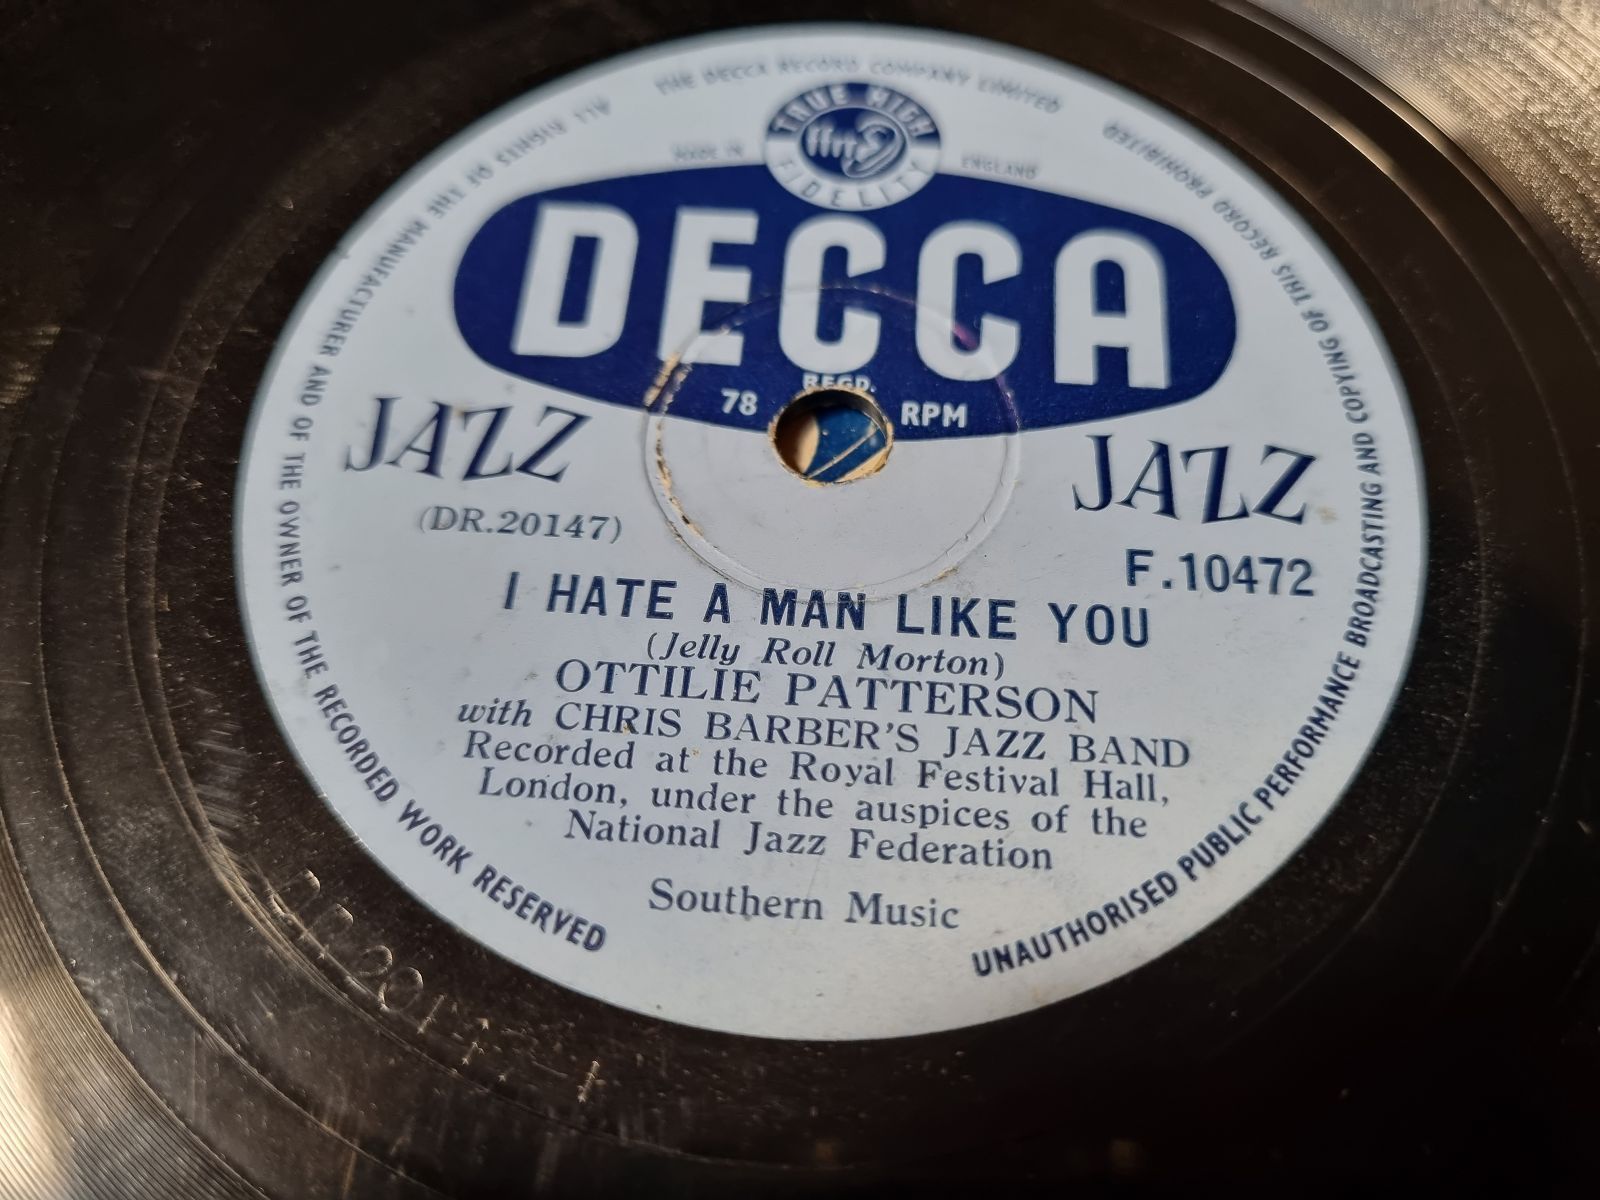 THE DECCA RECORD COMPANY LIMITED
ALL RIGHTS OF THE MANUFACTURER AND OF THE OWNER OF THE RECORDED WORK RESERVED
UNAUTHORISED PUBLIC PERFORMANCE BROADCASTING AND COPYING OF THIS RECORD PROHIBITED
TRUE HIGH
ffrr
FIDELITY
MADE IN ENGLAND
DECCA
REGD.
78 RPM
JAZZ JAZZ
(DR.20147)
F.10472
I HATE A MAN LIKE YOU
(Jelly Roll Morton)
OTTILIE PATTERSON
with CHRIS BARBER'S JAZZ BAND
Recorded at the Royal Festival Hall,
London, under the auspices of the
National Jazz Federation
Southern Music